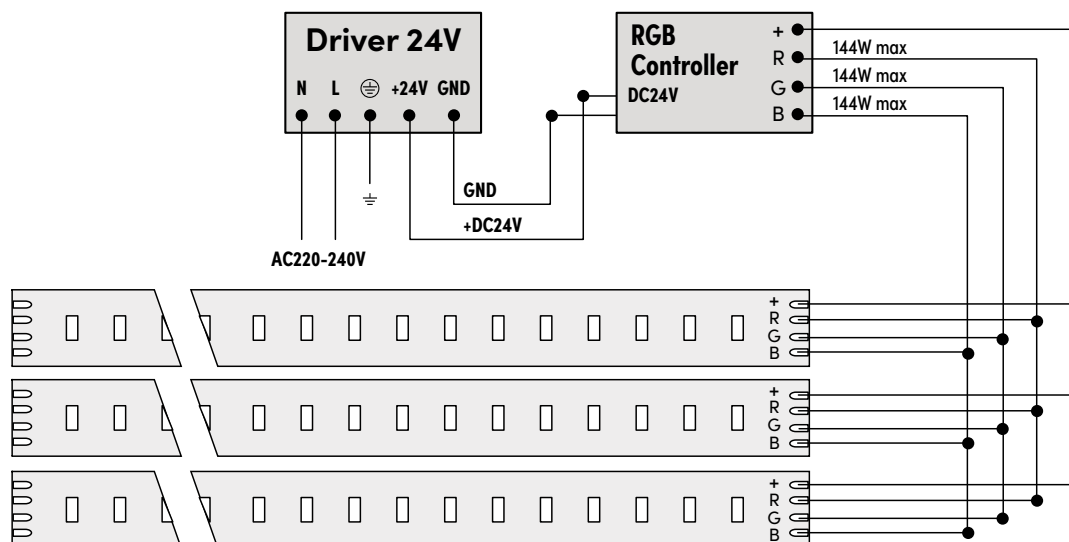 Driver 24V
N L +24V GND
RGB
Controller
DC24V
+
R
G
B
144W max
144W max
144W max
GND
+DC24V
AC220-240V
+
R
G
B
+
R
G
B
+
R
G
B